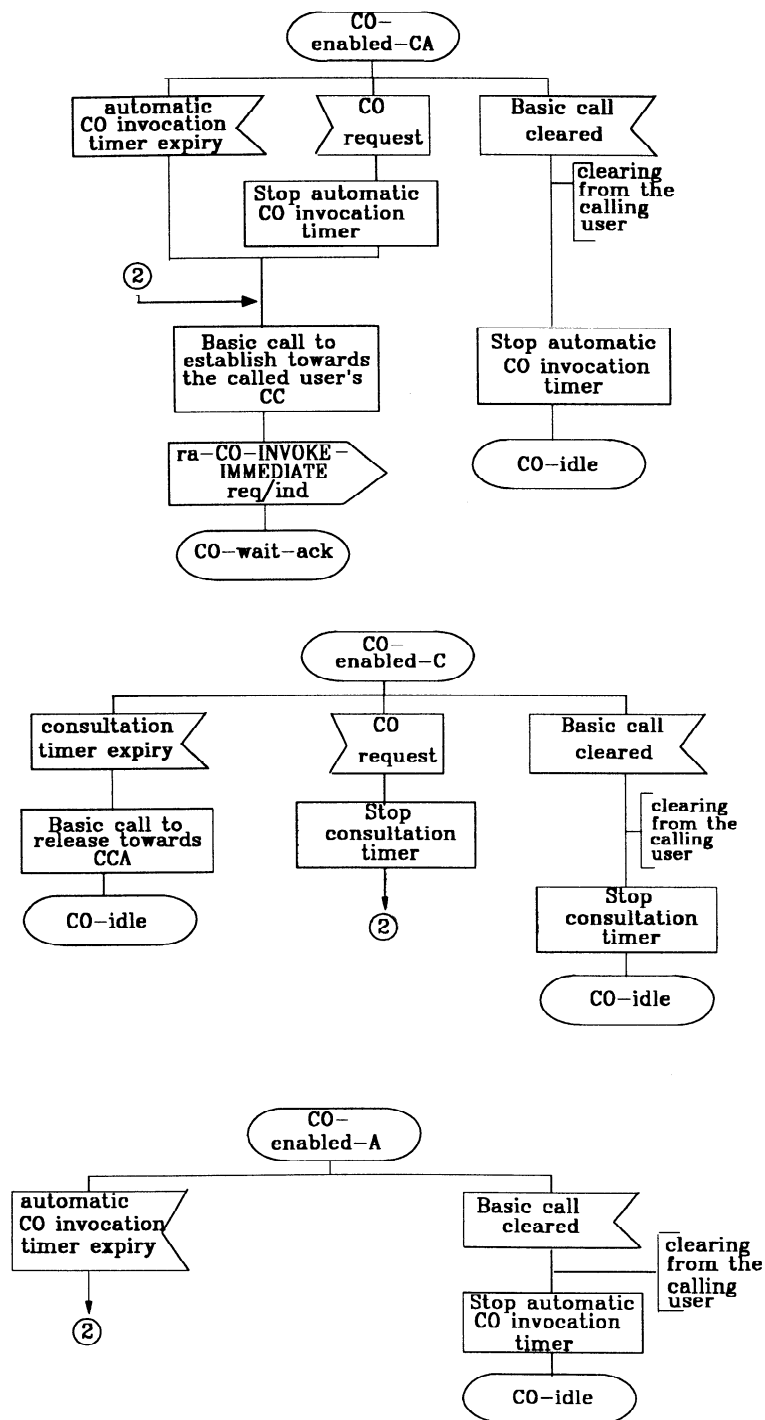 CO-
enabled-CA
automatic
CO invocation
timer expiry
CO
request
Basic call
cleared
clearing
from the
calling
user
Stop automatic
CO invocation
timer
2
Basic call to
establish towards
the called user's
CC
Stop automatic
CO invocation
timer
ra-CO-INVOKE-
IMMEDIATE
req/ind
CO-idle
CO-wait-ack
CO-
enabled-C
consultation
timer expiry
CO
request
Basic call
cleared
Basic call to
release towards
CCA
Stop
consultation
timer
clearing
from the
calling
user
CO-idle
2
Stop
consultation
timer
CO-idle
CO-
enabled-A
automatic
CO invocation
timer expiry
Basic call
cleared
clearing
from the
calling
user
2
Stop automatic
CO invocation
timer
CO-idle